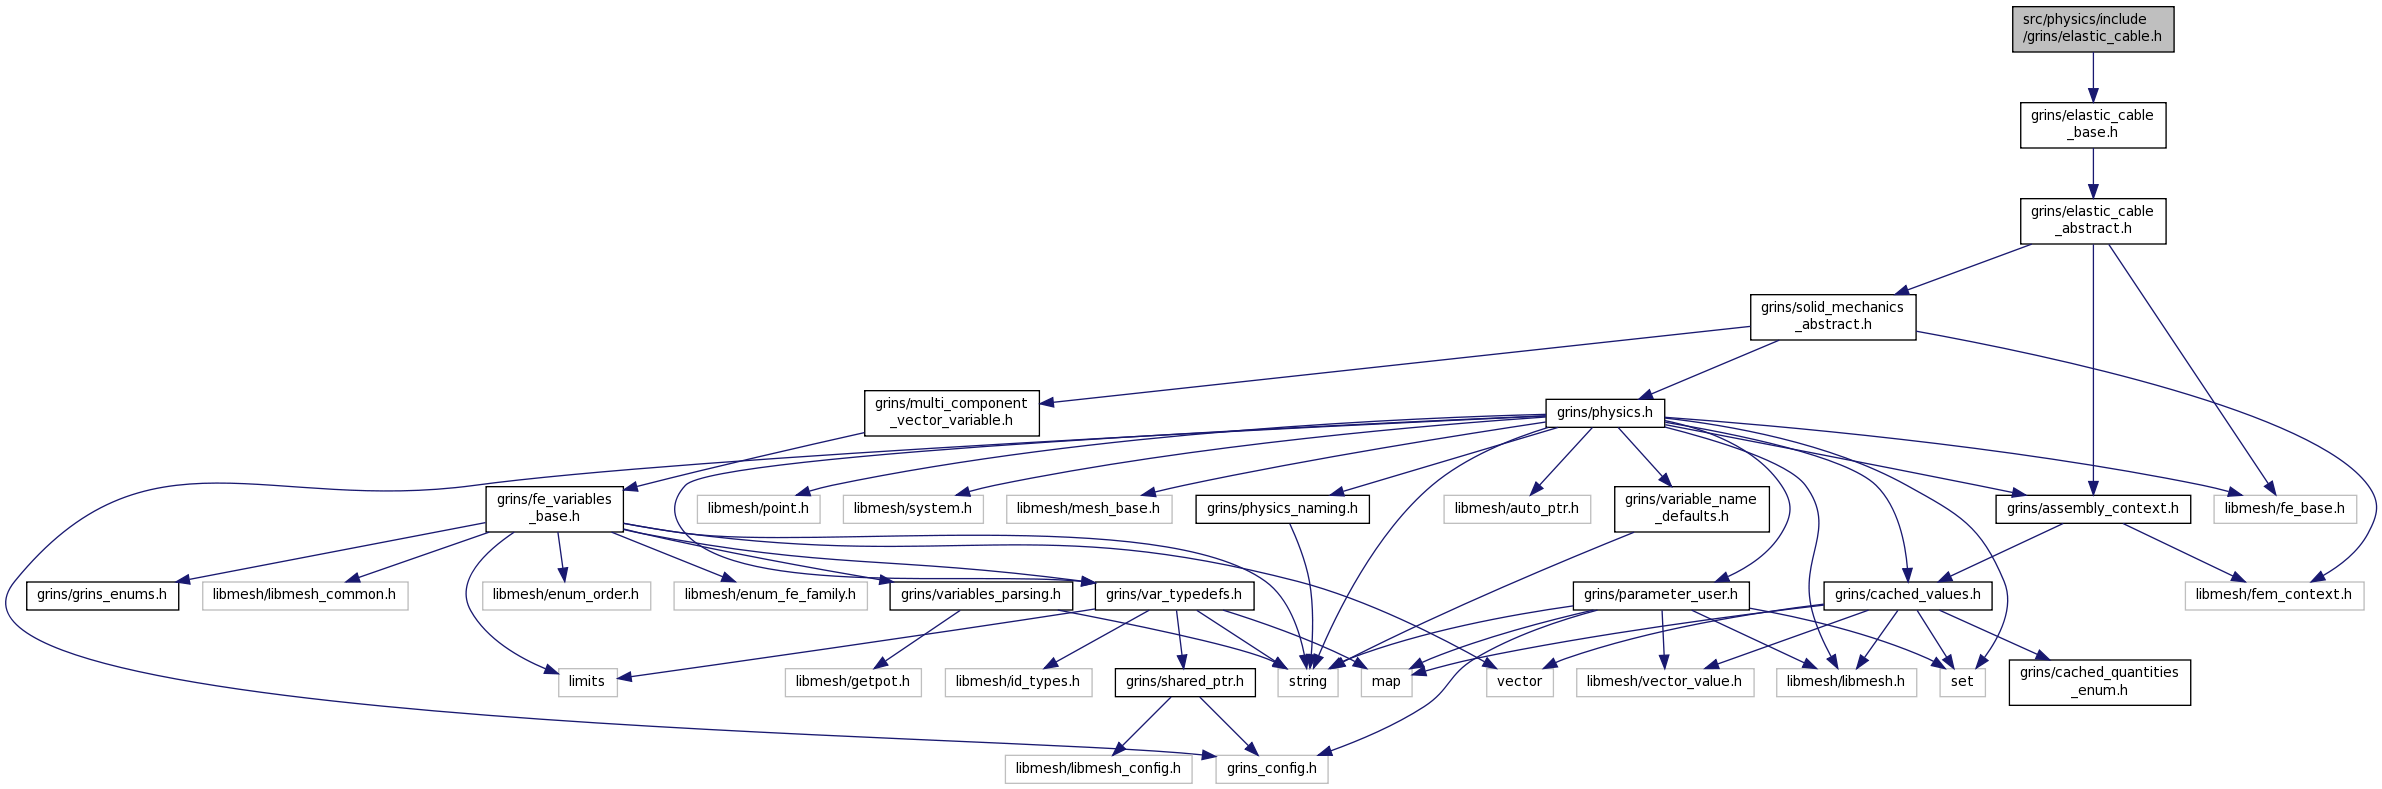 src/physics/include
/grins/elastic_cable.h
grins/elastic_cable
_base.h
grins/elastic_cable
_abstract.h
grins/solid_mechanics
_abstract.h
grins/multi_component
_vector_variable.h
grins/physics.h
grins/fe_variables
_base.h
libmesh/point.h
libmesh/system.h
libmesh/mesh_base.h
grins/physics_naming.h
libmesh/auto_ptr.h
grins/variable_name
_defaults.h
grins/assembly_context.h
libmesh/fe_base.h
grins/grins_enums.h
libmesh/libmesh_common.h
libmesh/enum_order.h
libmesh/enum_fe_family.h
grins/variables_parsing.h
grins/var_typedefs.h
grins/parameter_user.h
grins/cached_values.h
libmesh/fem_context.h
limits
libmesh/getpot.h
libmesh/id_types.h
grins/shared_ptr.h
string
map
vector
libmesh/vector_value.h
libmesh/libmesh.h
set
grins/cached_quantities
_enum.h
libmesh/libmesh_config.h
grins_config.h